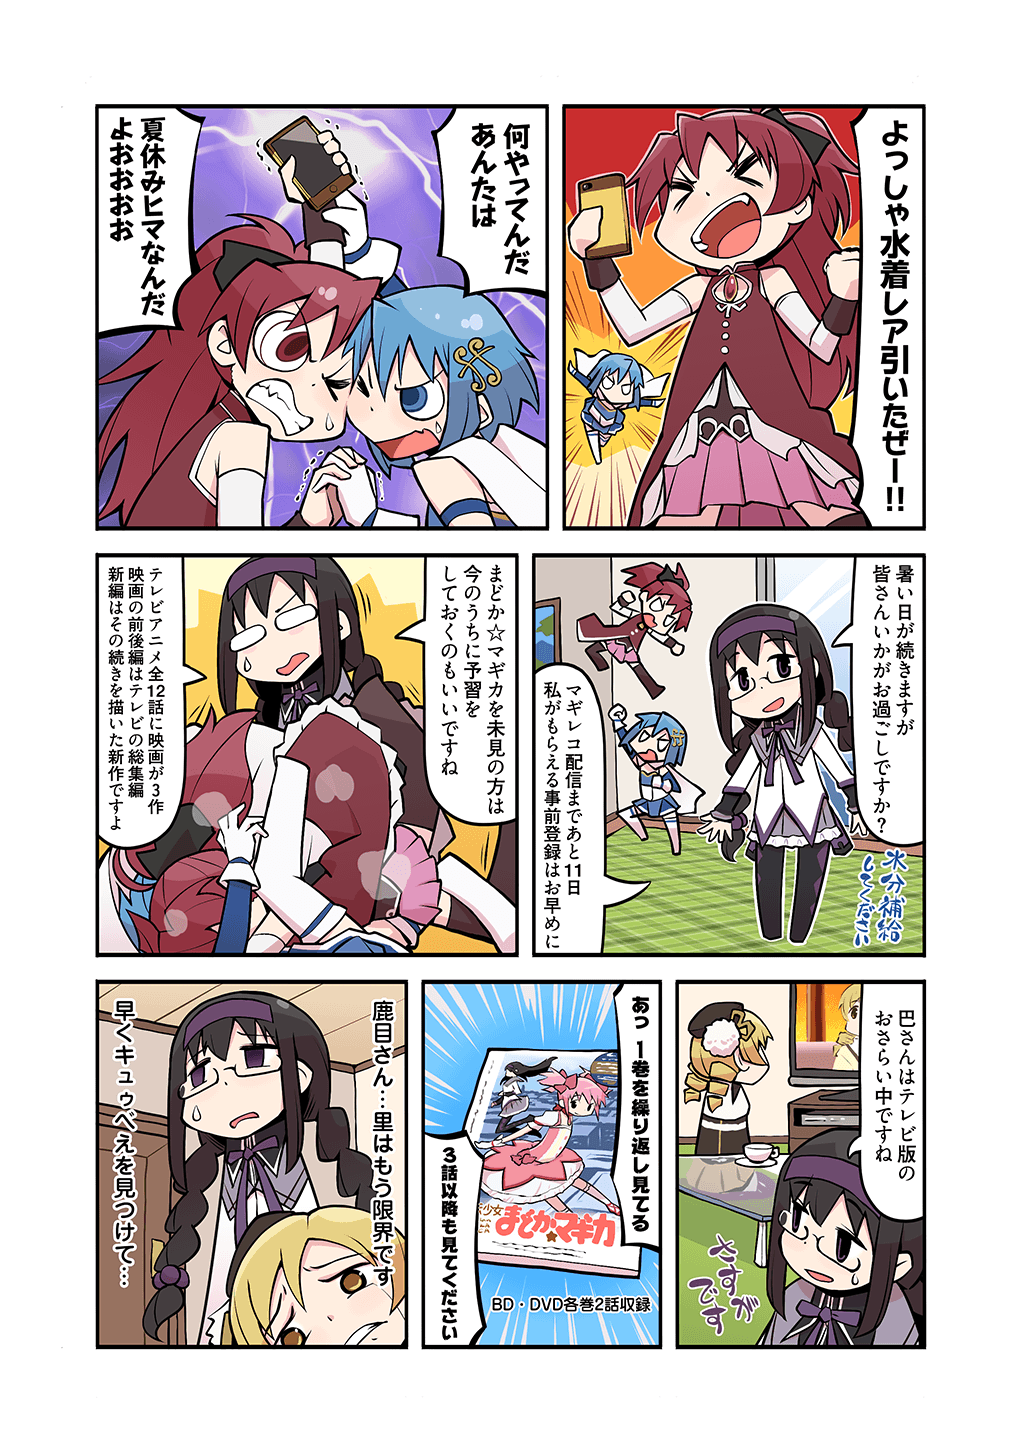 よっしゃ水着レア引いたぜー!!
何やってんだ
あんたは
夏休みヒマなんだ
よおおおお
暑い日が続きますが
皆さんいかがお過ごしですか?
水分補給
してください
マギレコ配信まであと11日
私がもらえる事前登録はお早めに
まどか☆マギカを未見の方は
今のうちに予習を
しておくのもいいですね
テレビアニメ全12話に映画が3作
映画の前後編はテレビの総集編
新編はその続きを描いた新作ですよ
巴さんはテレビ版の
おさらい中ですね
さすが
です
あっ 1巻を繰り返し見てる
少女
まどか☆マギカ
BD・DVD各巻2話収録
3話以降も見てください
鹿目さん…里はもう限界です
早くキュゥべえを見つけて…